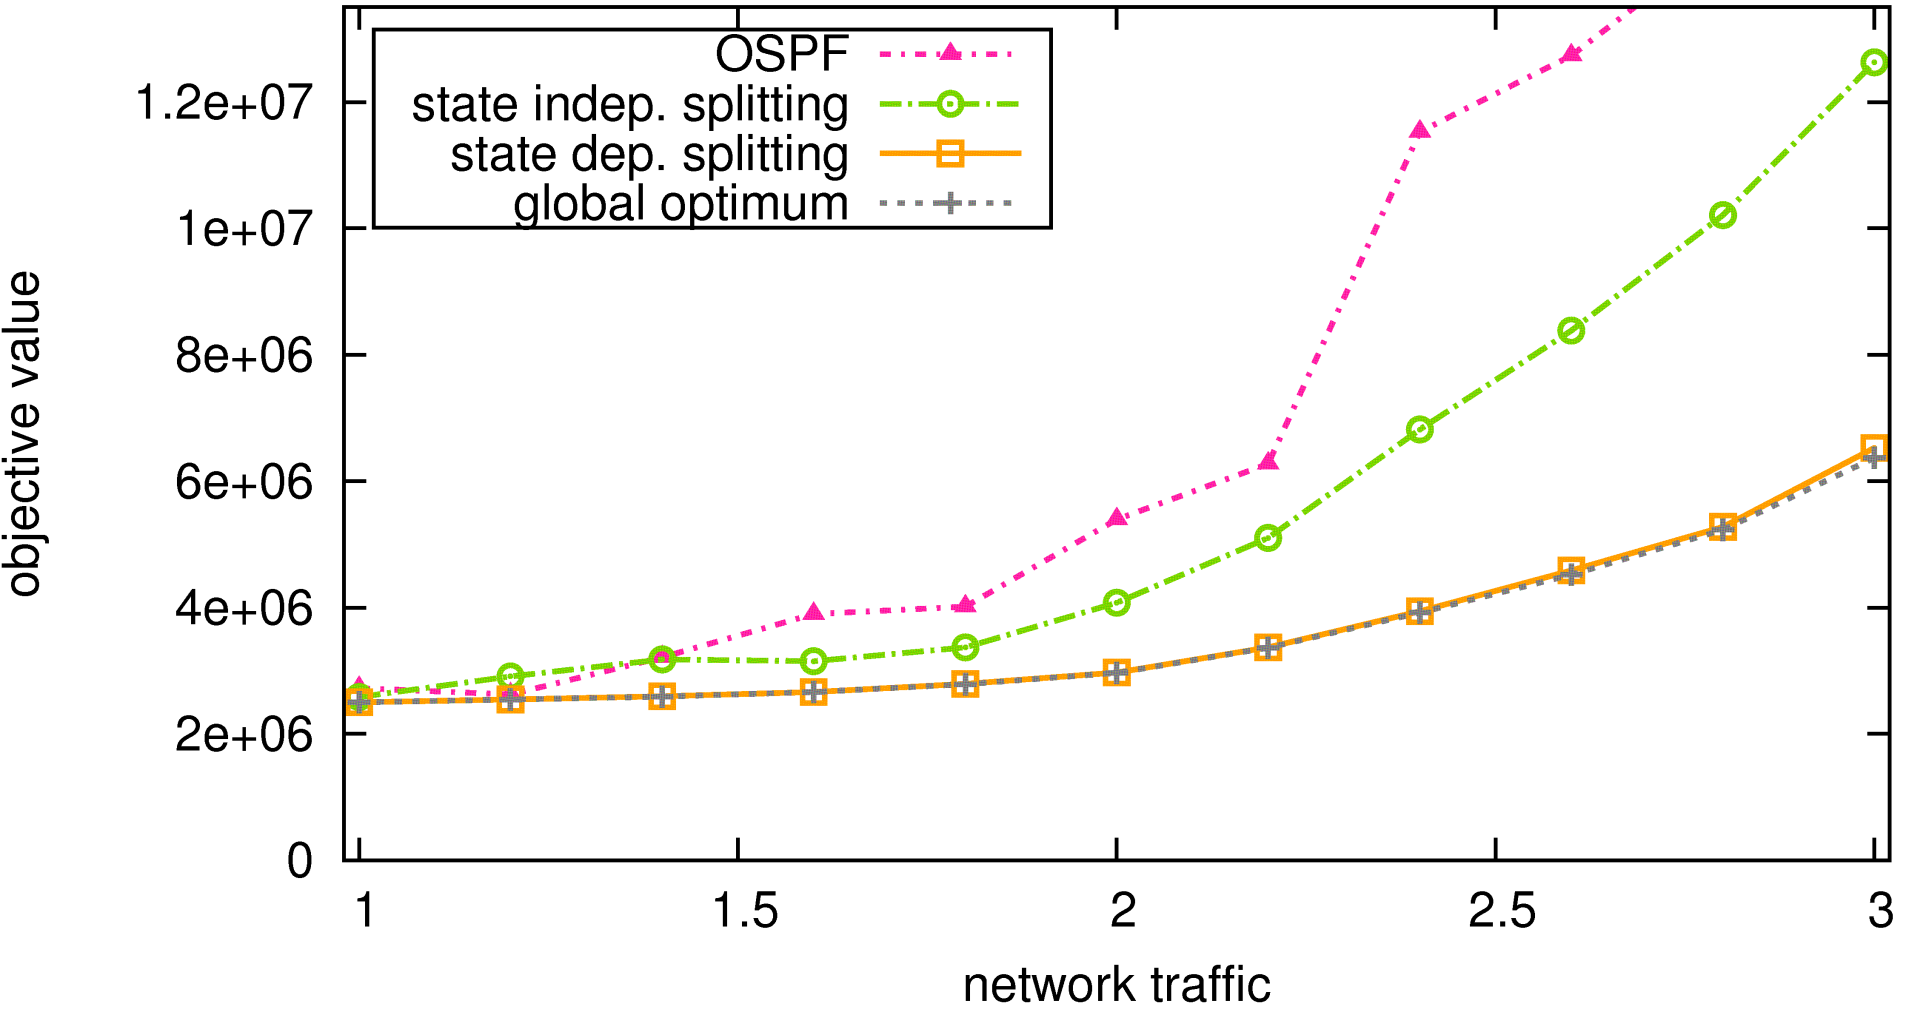 OSPF
state indep. splitting
state dep. splitting
global optimum
1.2e+07
1e+07
8e+06
6e+06
4e+06
2e+06
0
objective value
1 1.5 2 2.5 3
network traffic